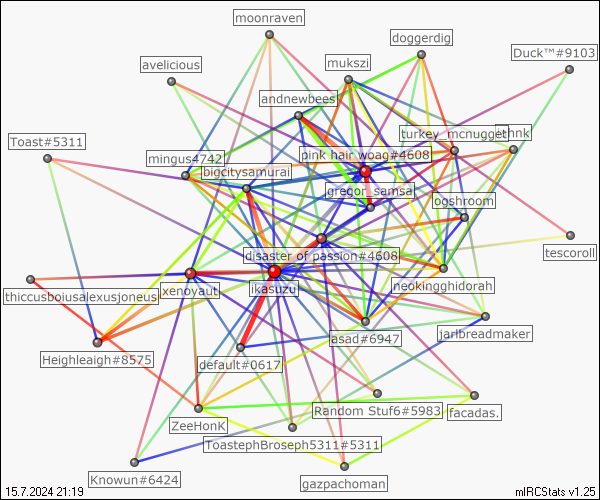 moonraven
doggerdig
Duck™#9103
mukszi
avelicious
andnewbees
Toast#5311
turkey_mcnugget
thnk
pink hair woag#4608
mingus4742
bigcitysamurai
gregor_samsa
ogshroom
tescoroll
disaster of passion#4608
thiccusboiusalexusjoneus
xenoyaut
ikasuzu
neokingghidorah
asad#6947
jarlbreadmaker
Heighleaigh#8575
default#0617
Random Stuf6#5983
facadas.
ZeeHonK
ToastephBroseph5311#5311
Knowun#6424
gazpachoman
15.7.2024 21:19
mIRCStats v1.25